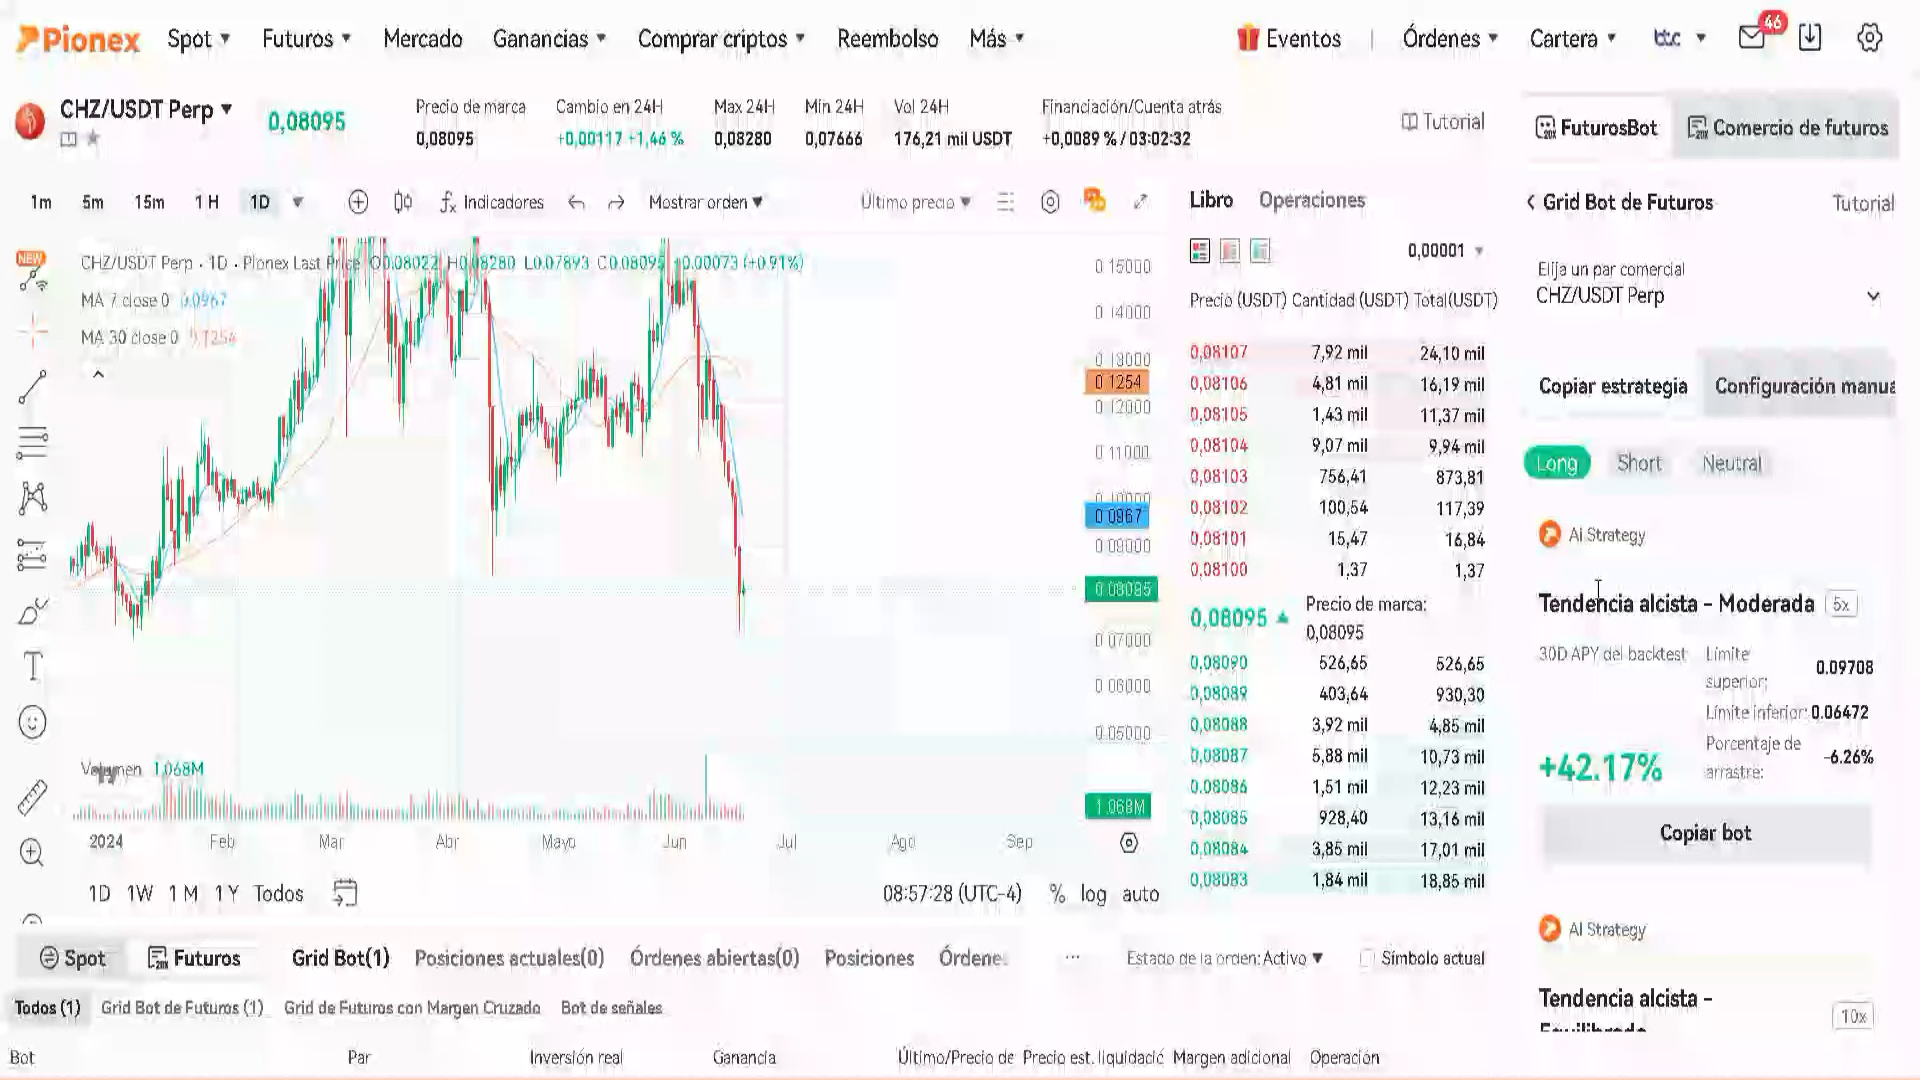 Pionex Spot Futuros Mercado Ganancias Comprar criptos Reembolso Más Eventos Órdenes Cartera btc 46
CHZ/USDT Perp 0,08095
Precio de marca Cambio en 24H Max 24H Min 24H Vol 24H Financiación/Cuenta atrás
0,08095 +0,00117 +1,46 % 0,08280 0,07666 176,21 mil USDT +0,0089 % / 03:02:32
Tutorial
FuturosBot Comercio de futuros
1m 5m 15m 1 H 1D Indicadores Mostrar orden Último precio
NEW
CHZ/USDT Perp · 1D · Pionex Last Price O0.08022 H0.08280 L0.07893 C0.08095 +0.00073 (+0.91%)
MA 7 close 0 0.0967
MA 30 close 0 0.1254
0.15000
0.14000
0.13000
0.1254
0.12000
0.11000
0.10000
0.0967
0.09000
0.08095
0.07000
0.06000
0.05000
Volumen 1.068M
1.068M
2024 Feb Mar Abr Mayo Jun Jul Ago Sep
1D 1W 1 M 1 Y Todos 08:57:28 (UTC-4) % log auto
Libro Operaciones
0,00001
Precio (USDT) Cantidad (USDT) Total(USDT)
0,08107 7,92 mil 24,10 mil
0,08106 4,81 mil 16,19 mil
0,08105 1,43 mil 11,37 mil
0,08104 9,07 mil 9,94 mil
0,08103 756,41 873,81
0,08102 100,54 117,39
0,08101 15,47 16,84
0,08100 1,37 1,37
0,08095 Precio de marca:
0,08095
0,08090 526,65 526,65
0,08089 403,64 930,30
0,08088 3,92 mil 4,85 mil
0,08087 5,88 mil 10,73 mil
0,08086 1,51 mil 12,23 mil
0,08085 928,40 13,16 mil
0,08084 3,85 mil 17,01 mil
0,08083 1,84 mil 18,85 mil
Grid Bot de Futuros Tutorial
Elija un par comercial
CHZ/USDT Perp
Copiar estrategia Configuración manua
Long Short Neutral
AI Strategy
Tendencia alcista - Moderada 5x
30D APY del backtest
+42.17%
Límite superior: 0.09708
Límite inferior: 0.06472
Porcentaje de arrastre: -6.26%
Copiar bot
AI Strategy
Tendencia alcista -
Equilibrada
10x
Spot Futuros Grid Bot(1) Posiciones actuales(0) Órdenes abiertas(0) Posiciones Órdenes ... Estado de la orden:Activo Símbolo actual
Todos (1) Grid Bot de Futuros (1) Grid de Futuros con Margen Cruzado Bot de señales
Bot Par Inversión real Ganancia Último/Precio de Precio est. liquidació Margen adicional Operación